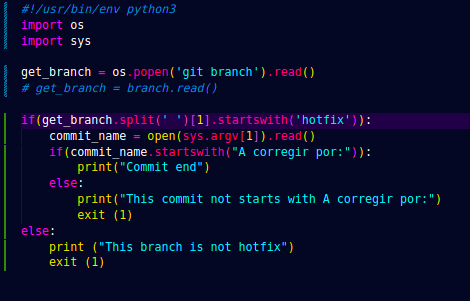 #!/usr/bin/env python3
import os
import sys

get_branch = os.popen('git branch').read()
# get_branch = branch.read()

if(get_branch.split(' ')[1].startswith('hotfix')):
    commit_name = open(sys.argv[1]).read()
    if(commit_name.startswith("A corregir por:")):
        print("Commit end")
    else:
        print("This commit not starts with A corregir por:")
        exit (1)
else:
    print ("This branch is not hotfix")
    exit (1)